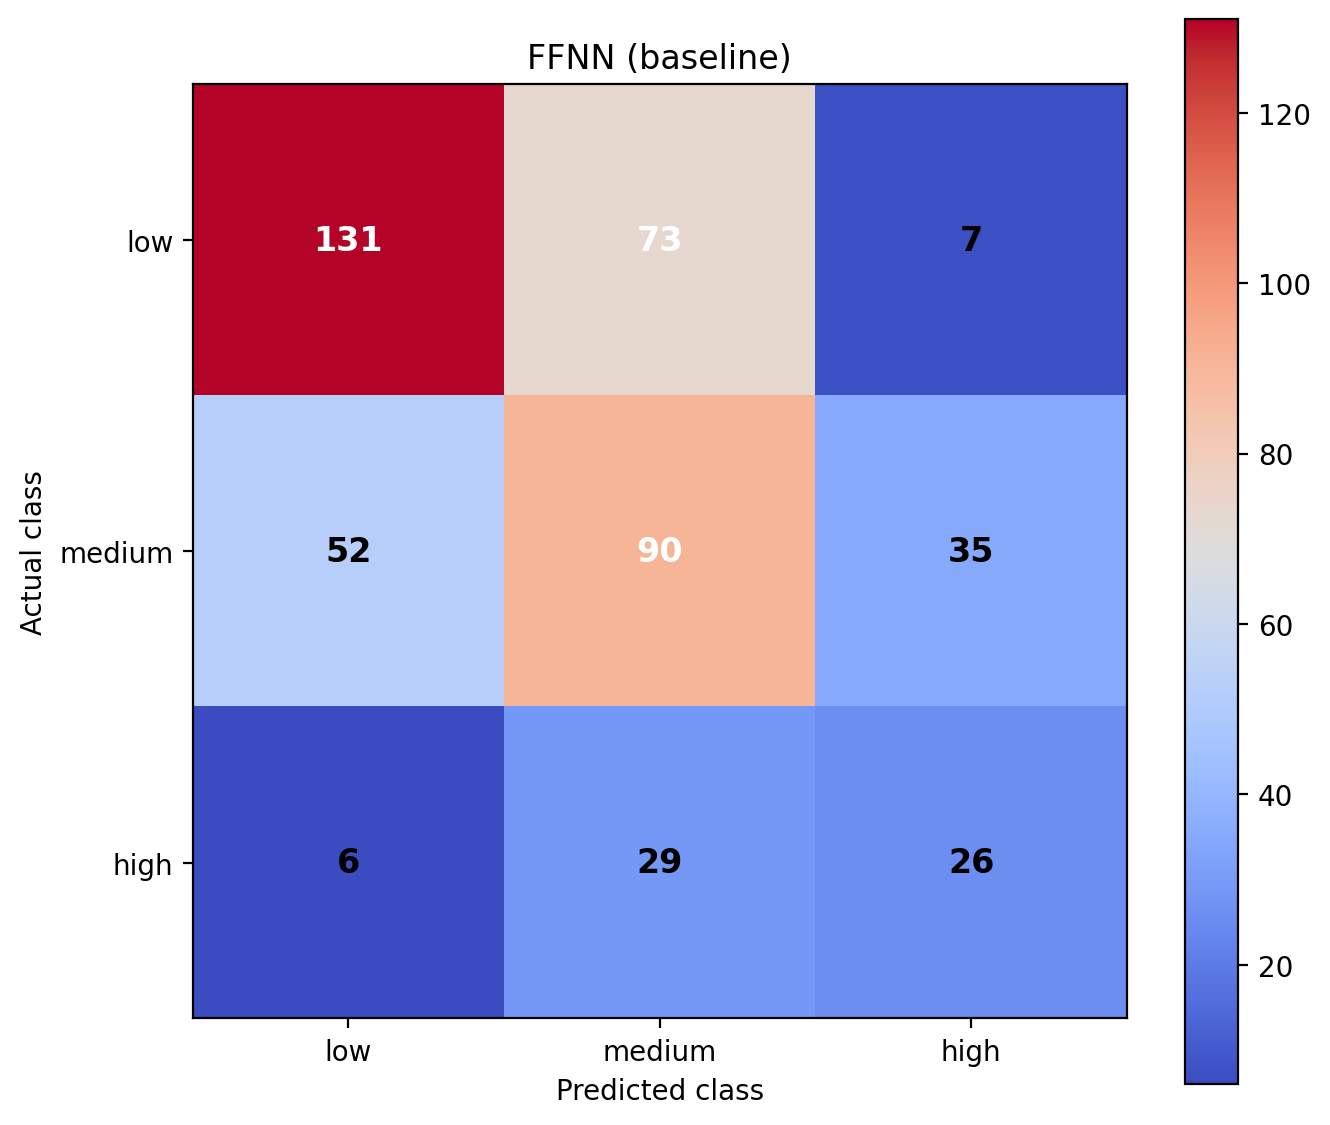 FFNN (baseline)
120
100
80
60
40
20
Actual class
low
131
73
7
medium
52
90
35
high
6
29
26
low
medium
high
Predicted class